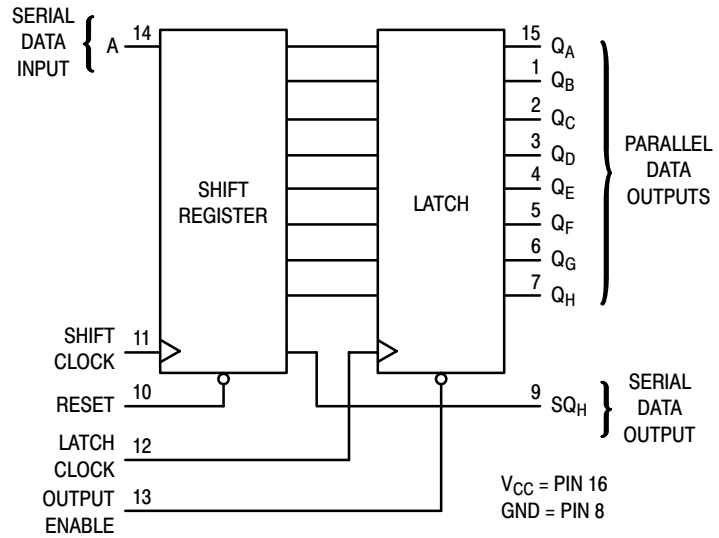 SERIAL
DATA
INPUT
A 14
SHIFT
REGISTER
LATCH
15 QA
1 QB
2 QC
3 QD
4 QE
5 QF
6 QG
7 QH
PARALLEL
DATA
OUTPUTS
SHIFT
CLOCK
11
RESET 10
LATCH
CLOCK
12
OUTPUT
ENABLE
13
9 SQH
SERIAL
DATA
OUTPUT
VCC = PIN 16
GND = PIN 8